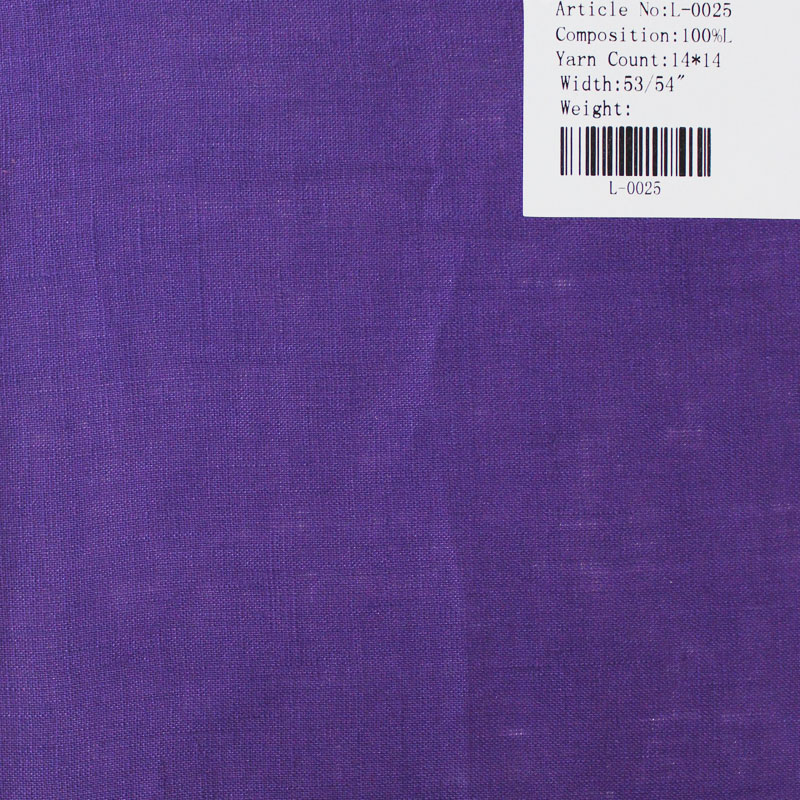 Article No:L-0025
Composition:100%L
Yarn Count:14*14
Width:53/54"
Weight:
L-0025